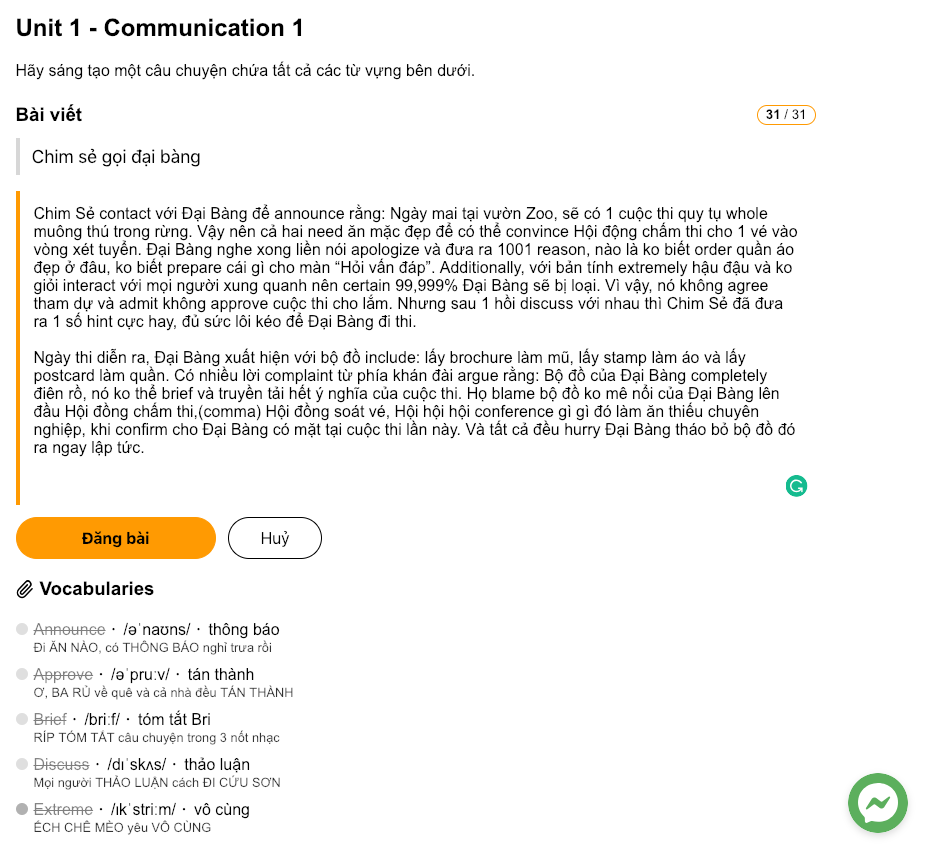 Unit 1 - Communication 1
Hãy sáng tạo một câu chuyện chứa tất cả các từ vựng bên dưới.
Bài viết
31 / 31
Chim sẻ gọi đại bàng
Chim Sẻ contact với Đại Bàng để announce rằng: Ngày mai tại vườn Zoo, sẽ có 1 cuộc thi quy tụ whole
muông thú trong rừng. Vậy nên cả hai need ăn mặc đẹp để có thể convince Hội động chấm thi cho 1 vé vào
vòng xét tuyển. Đại Bàng nghe xong liền nói apologize và đưa ra 1001 reason, nào là ko biết order quần áo
đẹp ở đâu, ko biết prepare cái gì cho màn “Hỏi vấn đáp”. Additionally, với bản tính extremely hậu đậu và ko
giỏi interact với mọi người xung quanh nên certain 99,999% Đại Bàng sẽ bị loại. Vì vậy, nó không agree
tham dự và admit không approve cuộc thi cho lắm. Nhưng sau 1 hồi discuss với nhau thì Chim Sẻ đã đưa
ra 1 số hint cực hay, đủ sức lôi kéo để Đại Bàng đi thi.
Ngày thi diễn ra, Đại Bàng xuất hiện với bộ đồ include: lấy brochure làm mũ, lấy stamp làm áo và lấy
postcard làm quần. Có nhiều lời complaint từ phía khán đài argue rằng: Bộ đồ của Đại Bàng completely
điên rồ, nó ko thể brief và truyền tải hết ý nghĩa của cuộc thi. Họ blame bộ đồ ko mê nổi của Đại Bàng lên
đầu Hội đồng chấm thi,(comma) Hội đồng soát vé, Hội hội hội conference gì gì đó làm ăn thiếu chuyên
nghiệp, khi confirm cho Đại Bàng có mặt tại cuộc thi lần này. Và tất cả đều hurry Đại Bàng tháo bỏ bộ đồ đó
ra ngay lập tức.
Đăng bài
Huỷ
Vocabularies
Announce · /əˈnaʊns/ · thông báo
Đi ĂN NÀO, có THÔNG BÁO nghỉ trưa rồi
Approve · /əˈpruːv/ · tán thành
Ơ, BA RỦ về quê và cả nhà đều TÁN THÀNH
Brief · /briːf/ · tóm tắt Bri
RÍP TÓM TẮT câu chuyện trong 3 nốt nhạc
Discuss · /dɪˈskʌs/ · thảo luận
Mọi người THẢO LUẬN cách ĐI CỨU SƠN
Extreme · /ɪkˈstriːm/ · vô cùng
ẾCH CHÊ MÈO yêu VÔ CÙNG